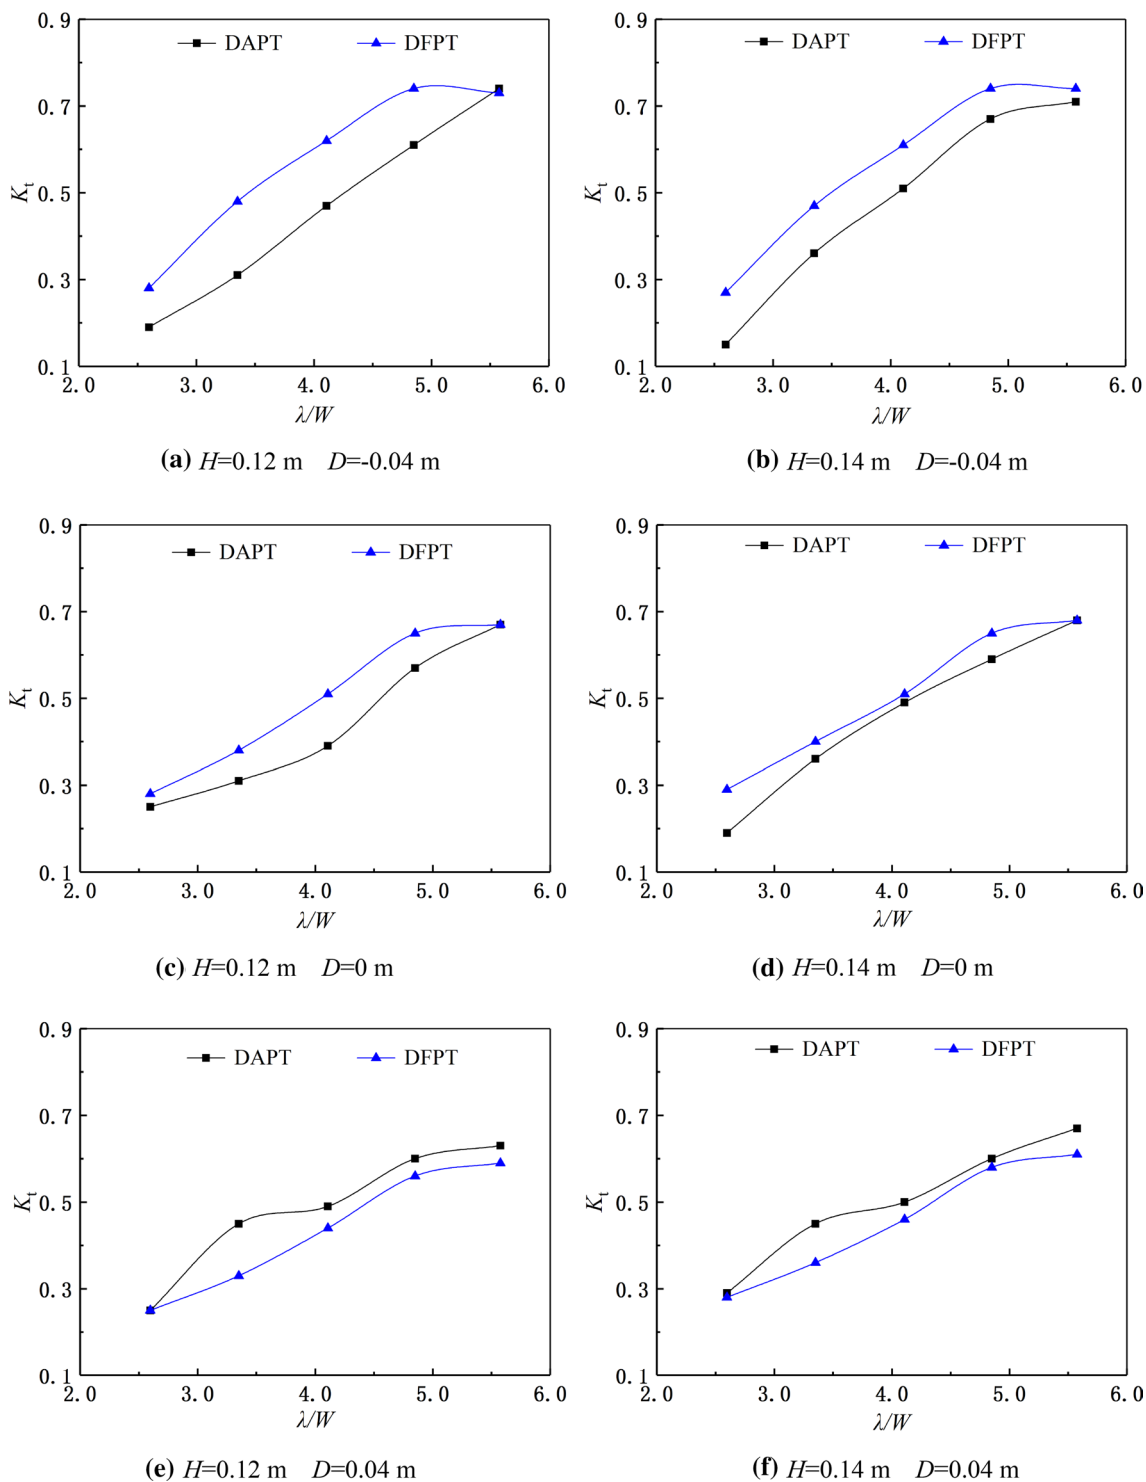 0.9
DAPT DFPT
0.7
0.5
Kt
0.3
0.1
2.0 3.0 4.0 5.0 6.0
λ/W
(a) H=0.12 m D=-0.04 m
0.9
DAPT DFPT
0.7
0.5
Kt
0.3
0.1
2.0 3.0 4.0 5.0 6.0
λ/W
(b) H=0.14 m D=-0.04 m
0.9
DAPT DFPT
0.7
0.5
Kt
0.3
0.1
2.0 3.0 4.0 5.0 6.0
λ/W
(c) H=0.12 m D=0 m
0.9
DAPT DFPT
0.7
0.5
Kt
0.3
0.1
2.0 3.0 4.0 5.0 6.0
λ/W
(d) H=0.14 m D=0 m
0.9
DAPT DFPT
0.7
0.5
Kt
0.3
0.1
2.0 3.0 4.0 5.0 6.0
λ/W
(e) H=0.12 m D=0.04 m
0.9
DAPT DFPT
0.7
0.5
Kt
0.3
0.1
2.0 3.0 4.0 5.0 6.0
λ/W
(f) H=0.14 m D=0.04 m